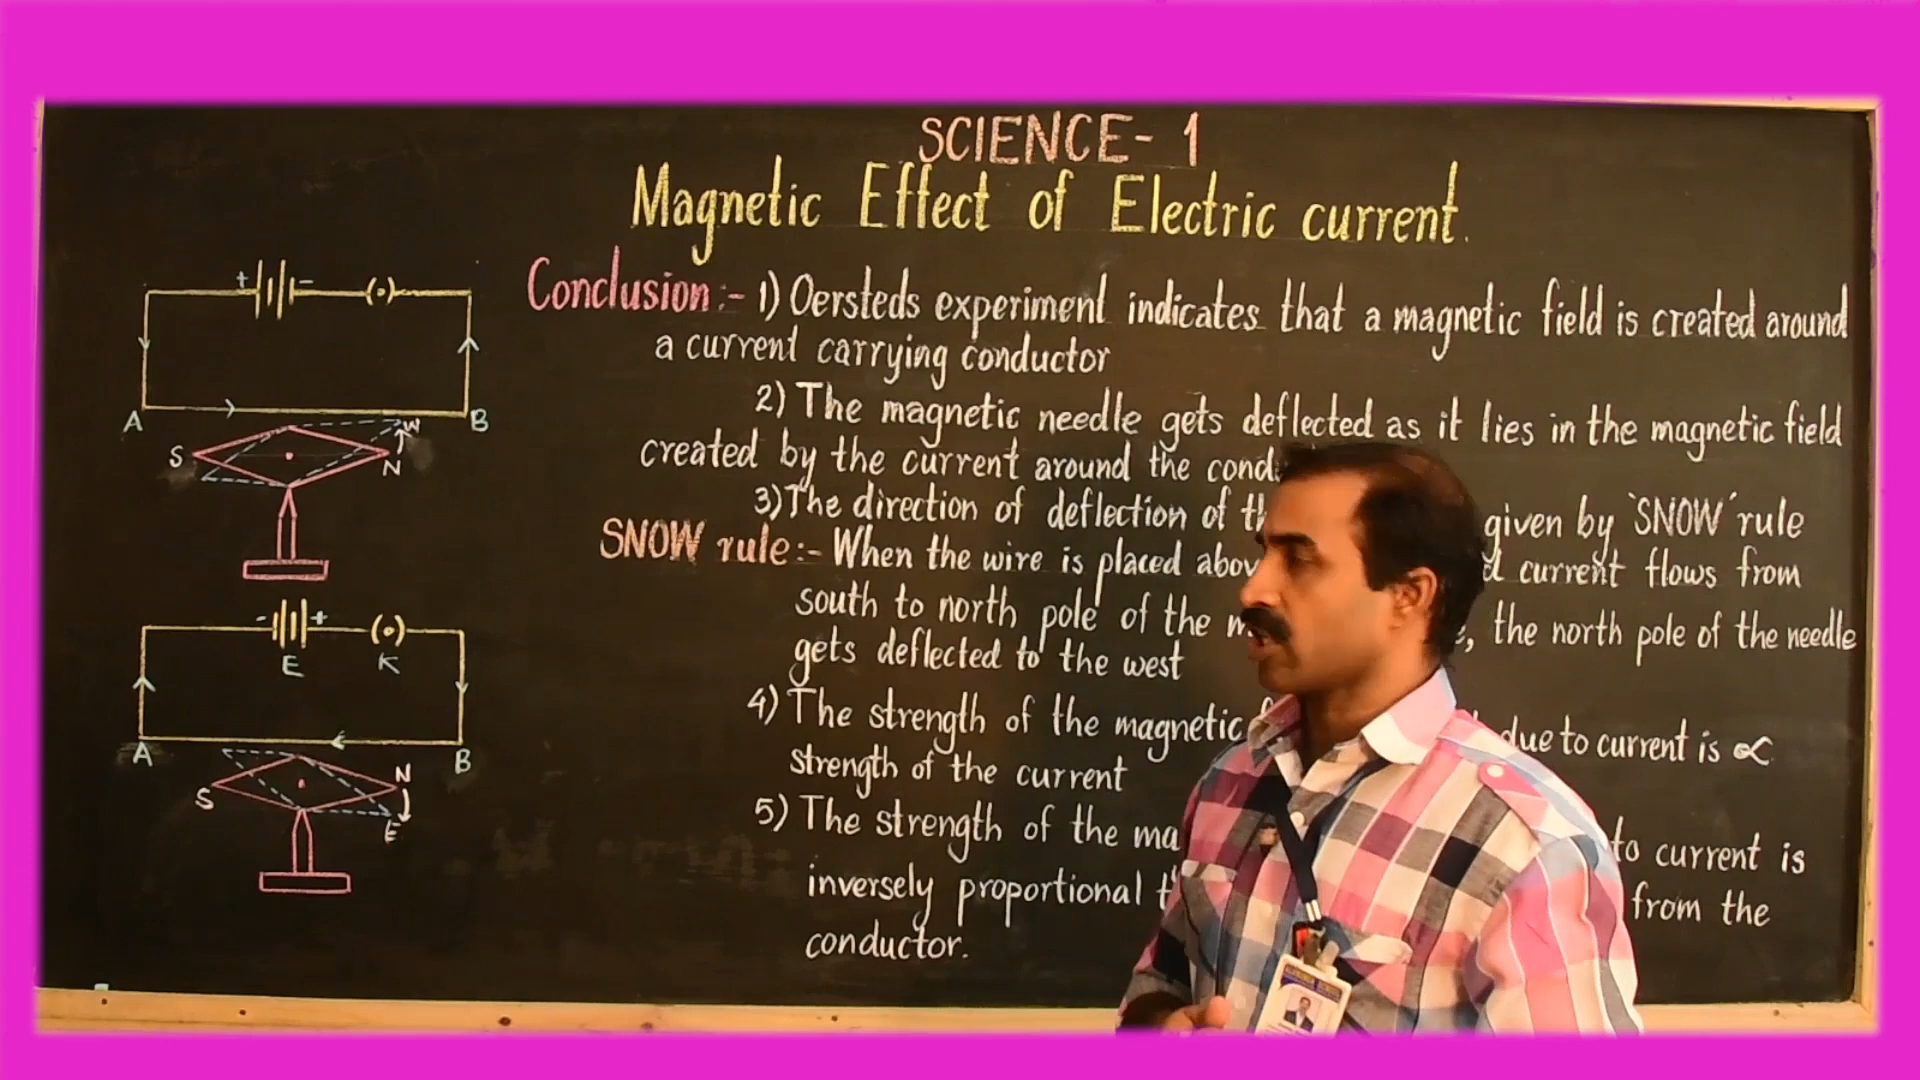 SCIENCE- 1
Magnetic Effect of Electric current.
Conclusion:- 1) Oersteds experiment indicates that a magnetic field is created around
a current carrying conductor
2) The magnetic needle gets deflected as it lies in the magnetic field
created by the current around the
3) The direction of deflection of given by 'SNOW' rule
SNOW rule:- When the wire is placed current flows from
south to north pole of the the north pole of the needle
gets deflected to the west
4) The strength of the magnetic due to current is ∝
strength of the current
5) The strength of the to current is
inversely proportional from the
conductor.
+ -
(•)
A B
S W
N
- + (•)
E K
A B
S N
E